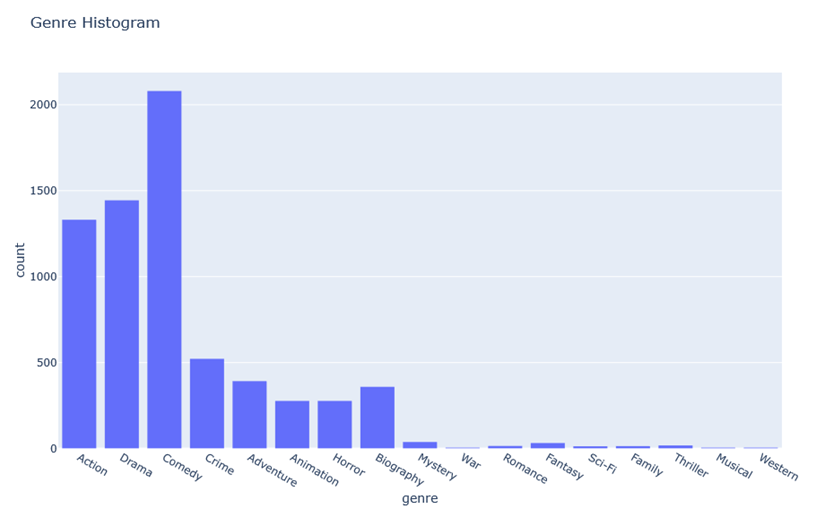 Genre Histogram
count
2000
1500
1000
500
0
Action
Drama
Comedy
Crime
Adventure
Animation
Horror
Biography
Mystery
War
Romance
Fantasy
Sci-Fi
Family
Thriller
Musical
Western
genre